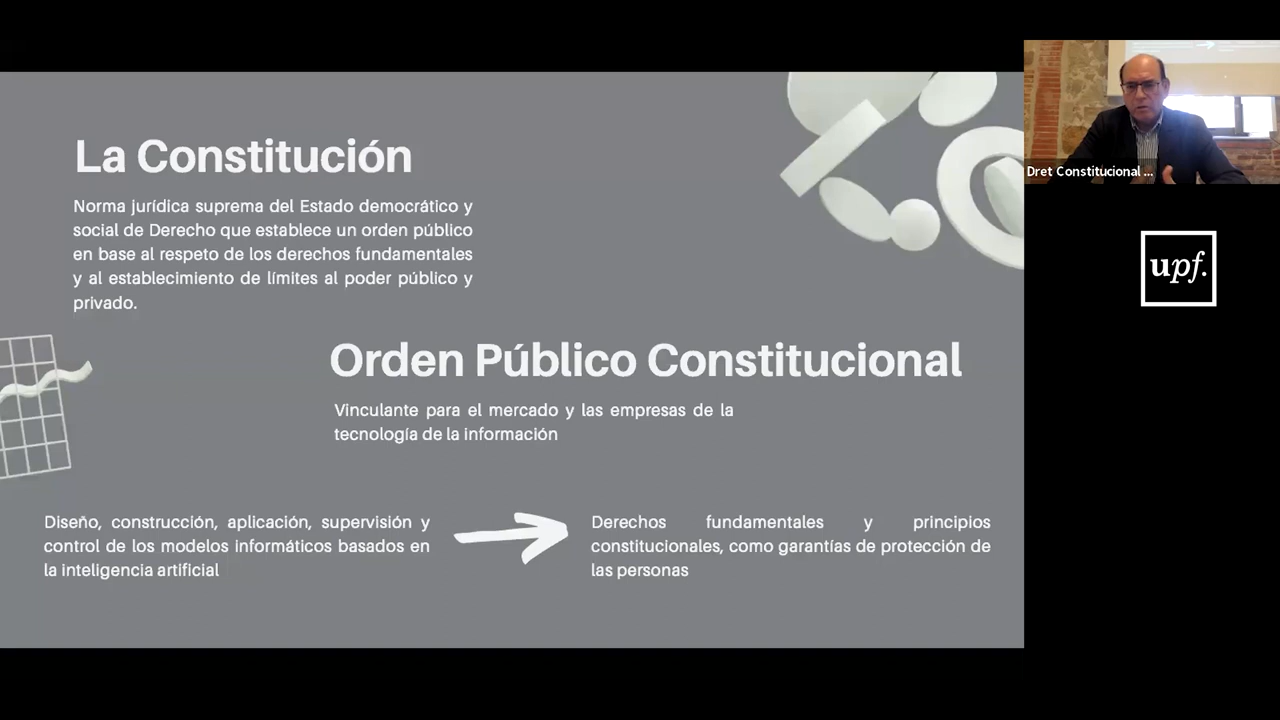 La Constitución
Norma jurídica suprema del Estado democrático y
social de Derecho que establece un orden público
en base al respeto de los derechos fundamentales
y al establecimiento de límites al poder público y
privado.
Orden Público Constitucional
Vinculante para el mercado y las empresas de la
tecnología de la información
Diseño, construcción, aplicación, supervisión y
control de los modelos informáticos basados en
la inteligencia artificial
Derechos fundamentales y principios
constitucionales, como garantías de protección de
las personas
Dret Constitucional ...
upf.